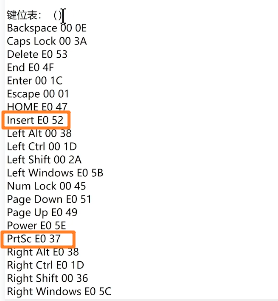 键位表：（）
Backspace 00 0E
Caps Lock 00 3A
Delete E0 53
End E0 4F
Enter 00 1C
Escape 00 01
HOME E0 47
Insert E0 52
Left Alt 00 38
Left Ctrl 00 1D
Left Shift 00 2A
Left Windows E0 5B
Num Lock 00 45
Page Down E0 51
Page Up E0 49
Power E0 5E
PrtSc E0 37
Right Alt E0 38
Right Ctrl E0 1D
Right Shift 00 36
Right Windows E0 5C